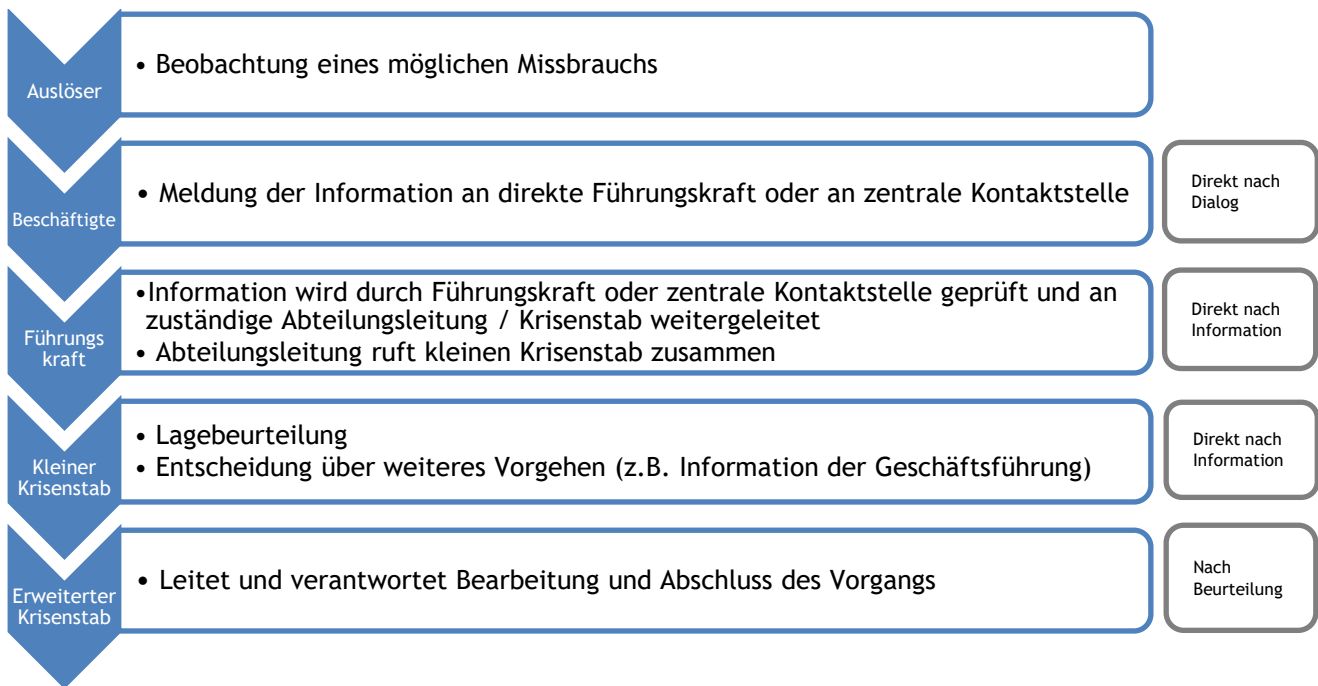 Auslöser
• Beobachtung eines möglichen Missbrauchs
Beschäftigte
• Meldung der Information an direkte Führungskraft oder an zentrale Kontaktstelle
Direkt nach
Dialog
Führungs
kraft
•Information wird durch Führungskraft oder zentrale Kontaktstelle geprüft und an
zuständige Abteilungsleitung / Krisenstab weitergeleitet
• Abteilungsleitung ruft kleinen Krisenstab zusammen
Direkt nach
Information
Kleiner
Krisenstab
• Lagebeurteilung
• Entscheidung über weiteres Vorgehen (z.B. Information der Geschäftsführung)
Direkt nach
Information
Erweiterter
Krisenstab
• Leitet und verantwortet Bearbeitung und Abschluss des Vorgangs
Nach
Beurteilung